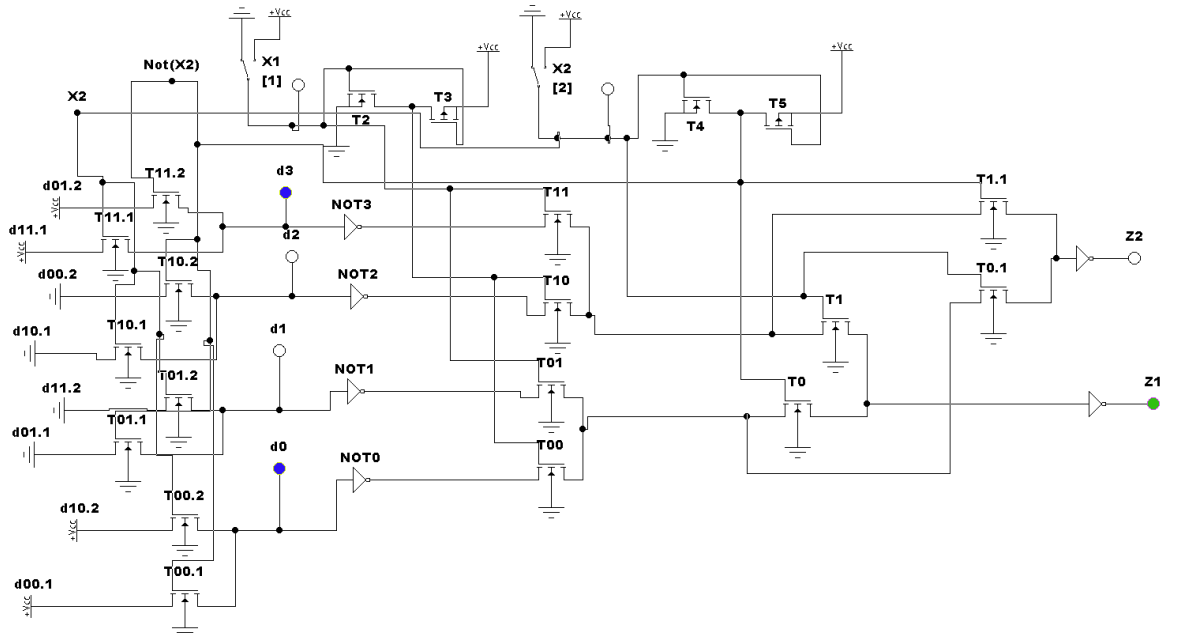 +Vcc
+Vcc
Not(X2)
X1
[1]
X2
[2]
+Vcc
+Vcc
X2
T3
T5
T2
T4
d01.2
+Vcc
T11.2
d3
T11.1
NOT3
T11
T1.1
d11.1
+Vcc
d2
Z2
T10.2
d00.2
NOT2
T10
T0.1
T1
d10.1
T10.1
d1
T01
T01.2
NOT1
T0
Z1
d11.2
T01.1
d01.1
d0
T00
NOT0
T00.2
d10.2
+Vcc
T00.1
d00.1
+Vcc